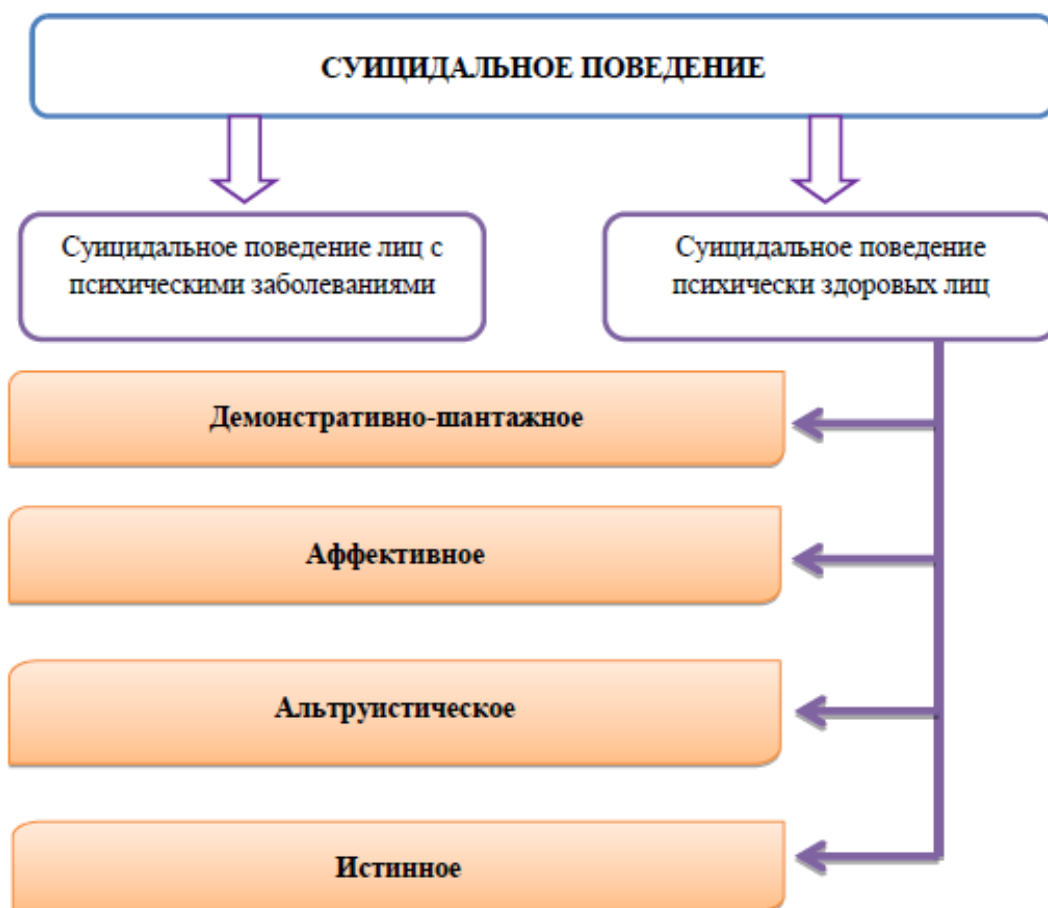 СУИЦИДАЛЬНОЕ ПОВЕДЕНИЕ
Суицидальное поведение лиц с
психическими заболеваниями
Суицидальное поведение
психически здоровых лиц
Демонстративно-шантажное
Аффективное
Альтруистическое
Истинное